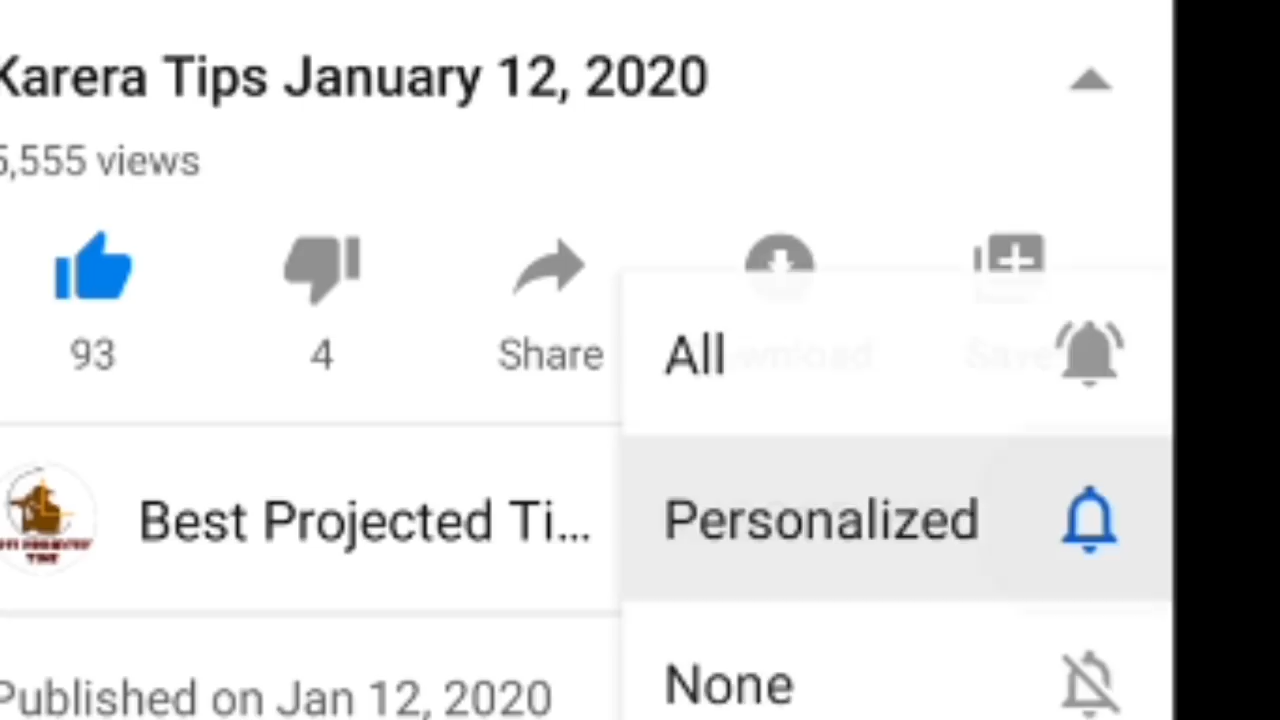 Karera Tips January 12, 2020
5,555 views
93
4
Share
All
Best Projected Ti...
Personalized
Published on Jan 12, 2020
None